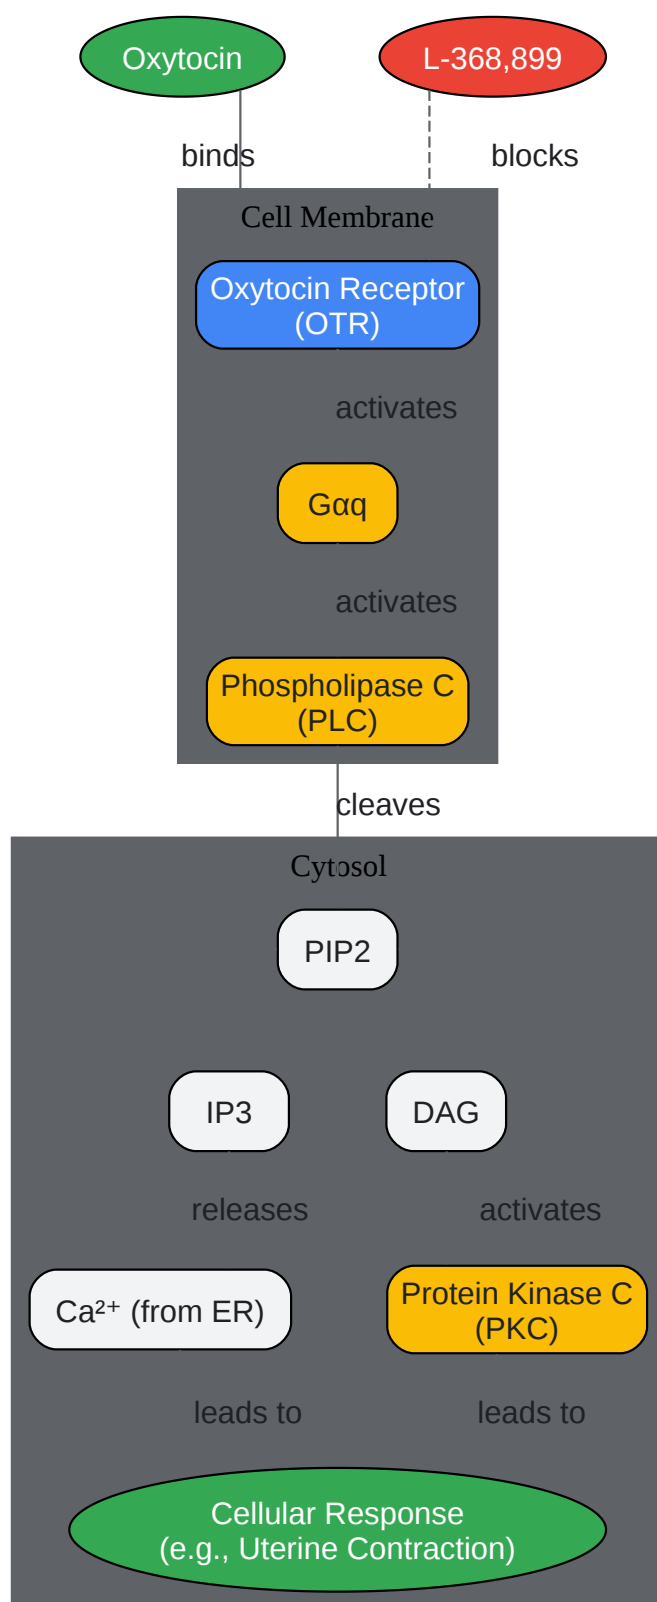 Oxytocin
L-368,899
binds
blocks
Cell Membrane
Oxytocin Receptor
(OTR)
activates
Gαq
activates
Phospholipase C
(PLC)
cleaves
Cytosol
PIP2
IP3
DAG
releases
activates
Ca²⁺ (from ER)
Protein Kinase C
(PKC)
leads to
leads to
Cellular Response
(e.g., Uterine Contraction)